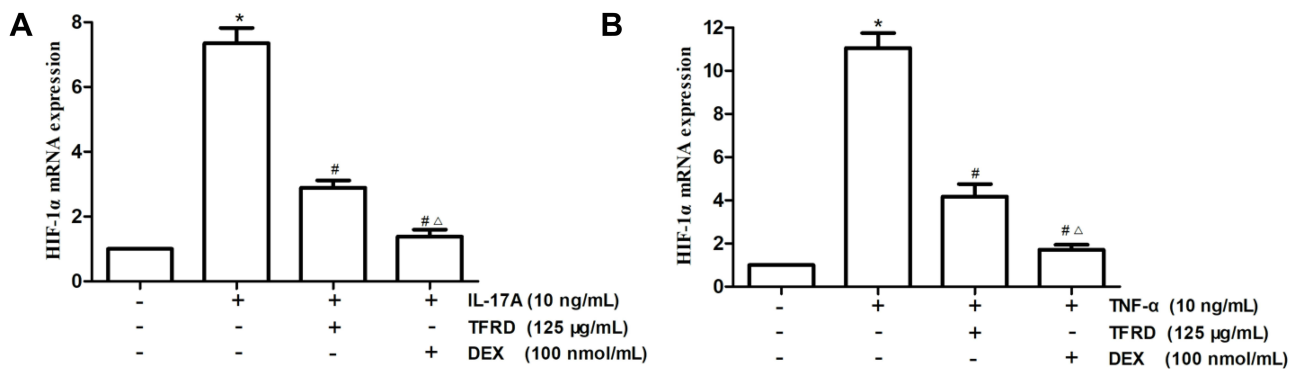 A
HIF-1α mRNA expression
8
6
4
2
0
*
#
# △
- + + + IL-17A (10 ng/mL)
- - + - TFRD (125 µg/mL)
- - - + DEX (100 nmol/mL)
B
HIF-1α mRNA expression
12
10
8
6
4
2
0
*
#
# △
- + + + TNF-α (10 ng/mL)
- - + - TFRD (125 µg/mL)
- - - + DEX (100 nmol/mL)